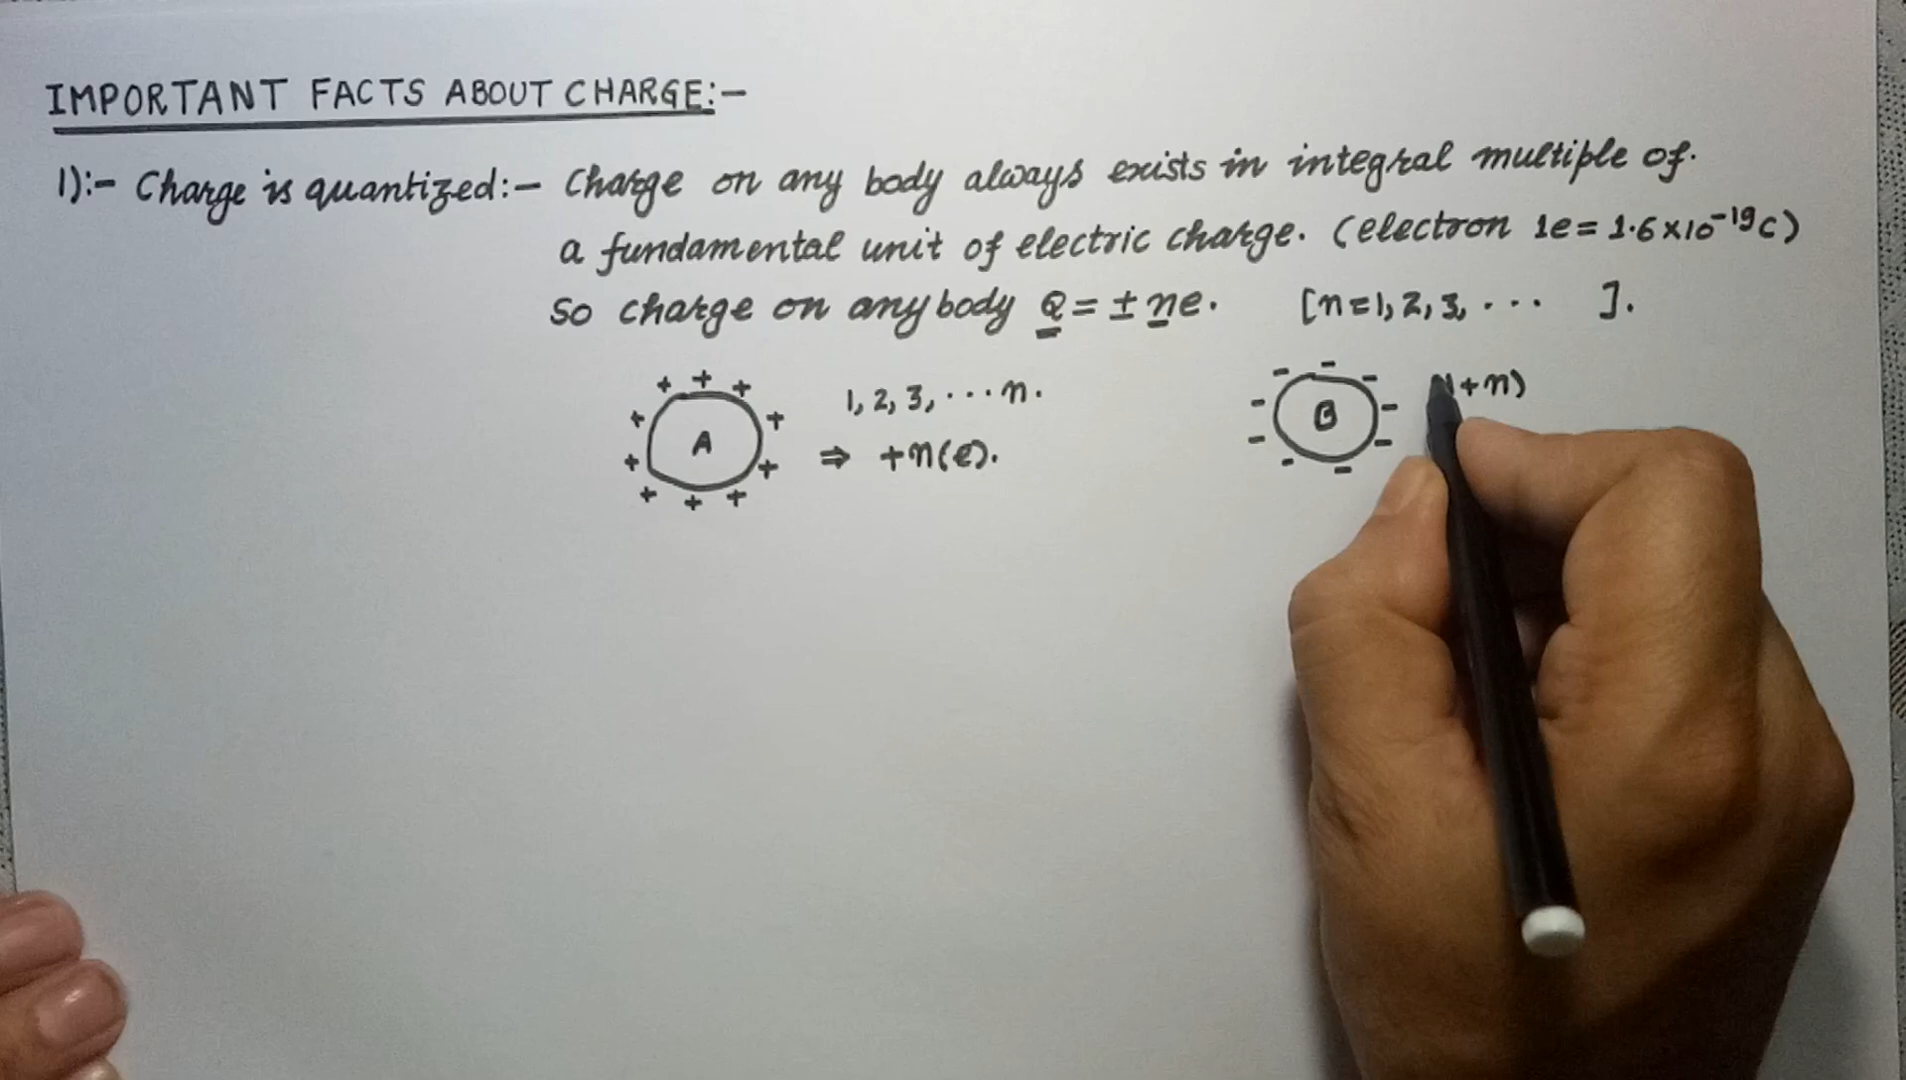 IMPORTANT FACTS ABOUT CHARGE:-
1):- Charge is quantized:- Charge on any body always exists in integral multiple of.
a fundamental unit of electric charge. (electron 1e = 1.6×10⁻¹⁹C)
so charge on any body Q = ± ne. [n=1, 2, 3, ... ].
+ + + + + + + + + + +
A
1, 2, 3, ... n.
⇒ +n(e).
- - - - - - - - - -
B
+n)